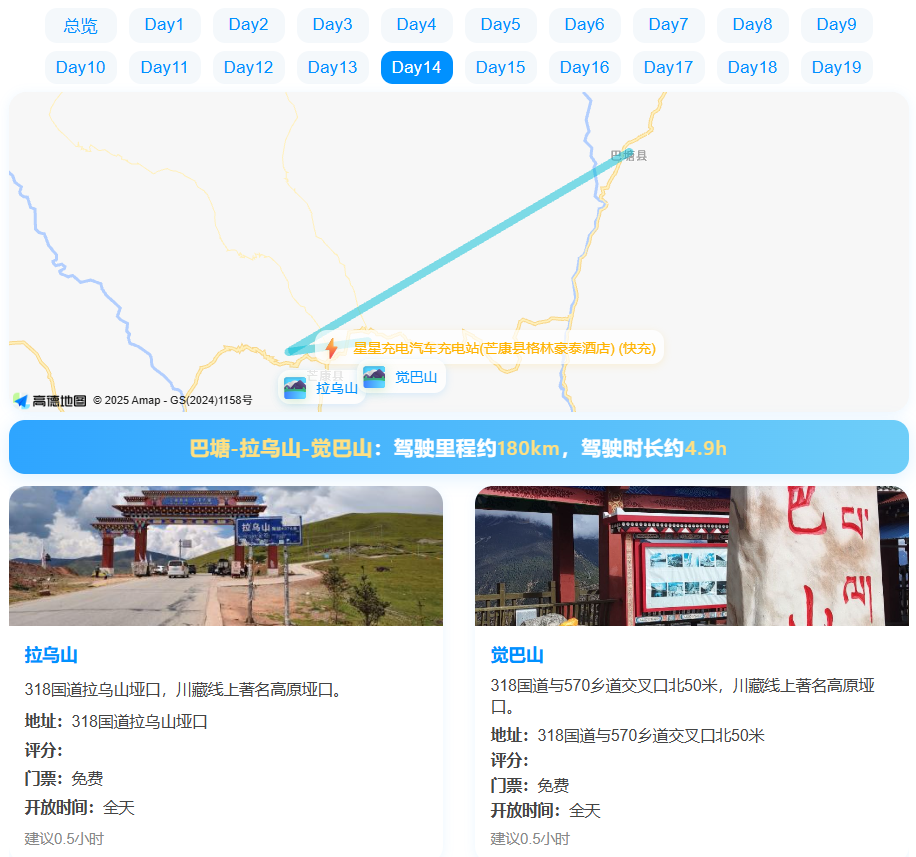 总览 Day1 Day2 Day3 Day4 Day5 Day6 Day7 Day8 Day9
Day10 Day11 Day12 Day13 Day14 Day15 Day16 Day17 Day18 Day19
巴塘县
星星充电汽车充电站(芒康县格林豪泰酒店) (快充)
芒康县
拉乌山 觉巴山
高德地图 © 2025 Amap - GS(2024)1158号
巴塘-拉乌山-觉巴山：驾驶里程约180km，驾驶时长约4.9h
拉乌山
巴
山
拉乌山 觉巴山
318国道拉乌山垭口，川藏线上著名高原垭口。
地址：318国道拉乌山垭口
评分：
门票：免费
开放时间：全天
建议0.5小时
318国道与570乡道交叉口北50米，川藏线上著名高原垭
口。
地址：318国道与570乡道交叉口北50米
评分：
门票：免费
开放时间：全天
建议0.5小时